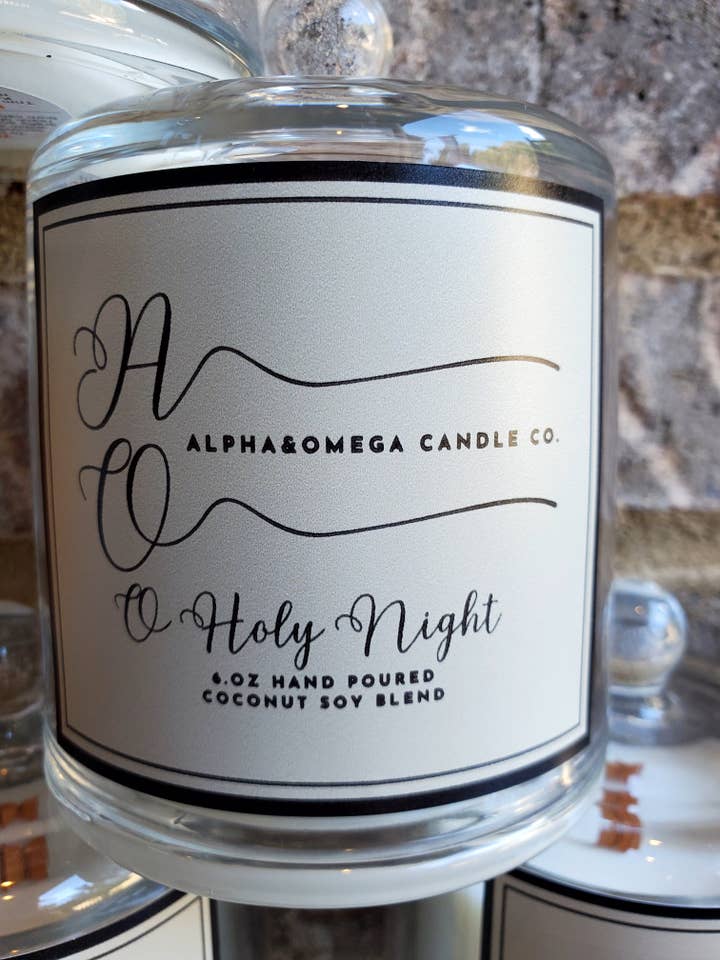 A
ALPHA&OMEGA CANDLE CO.
O
O Holy Night
6.OZ HAND POURED
COCONUT SOY BLEND